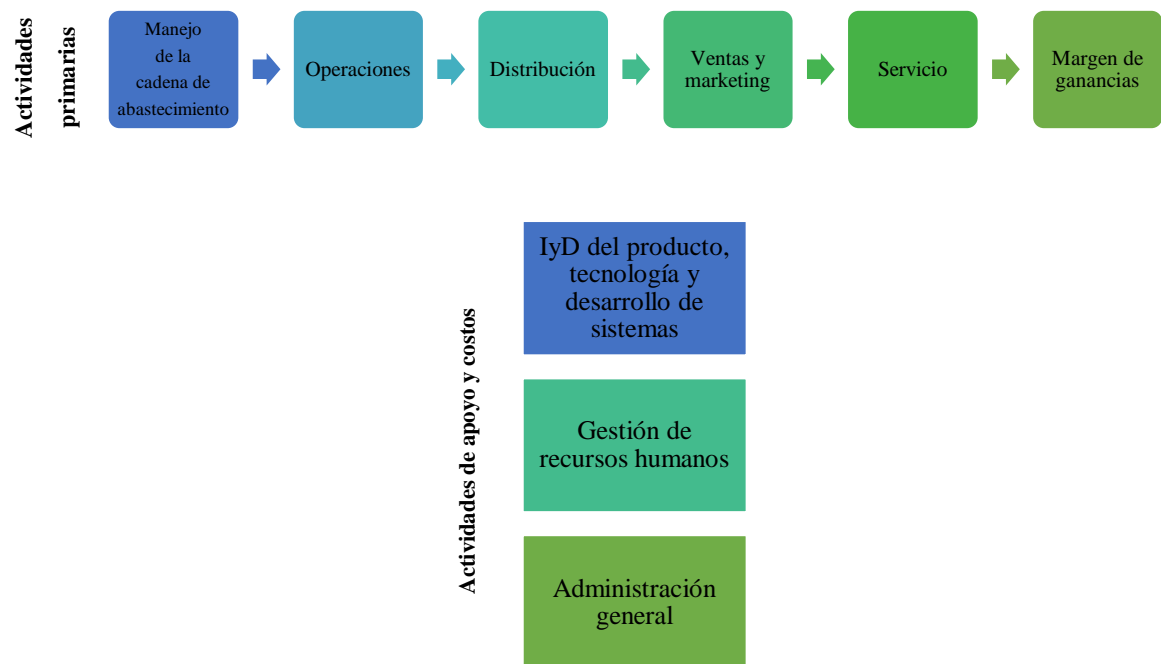 Actividades
primarias
Manejo
de la
cadena de
abastecimiento
Operaciones
Distribución
Ventas y
marketing
Servicio
Margen de
ganancias
Actividades de apoyo y costos
IyD del producto,
tecnología y
desarrollo de
sistemas
Gestión de
recursos humanos
Administración
general